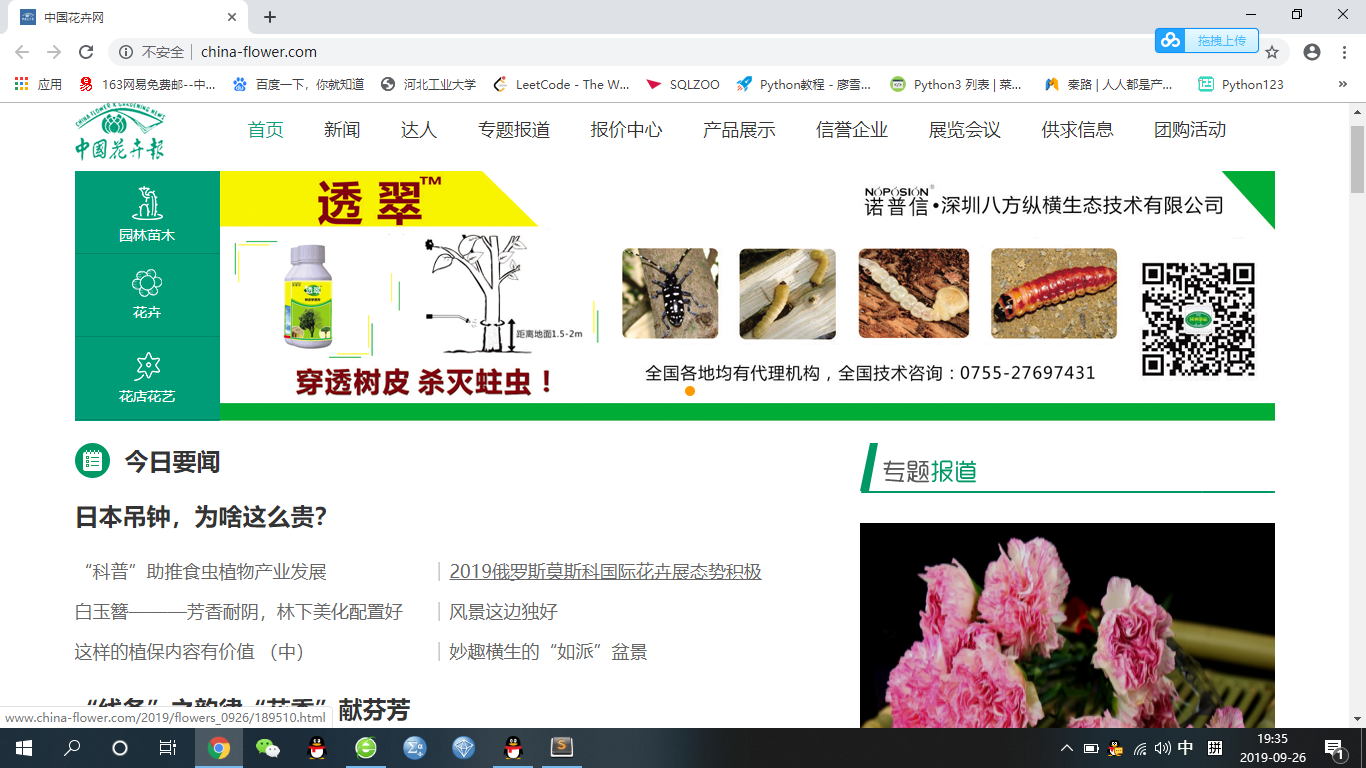 中国花卉网
不安全
china-flower.com
拖拽上传
应用
163网易免费邮--中...
百度一下，你就知道
河北工业大学
LeetCode - The W...
SQLZOO
Python教程 - 廖雪...
Python3 列表 | 菜...
秦路 | 人人都是产...
Python123
»
CHINA FLOWER & GARDENING NEWS
中国花卉報
首页
新闻
达人
专题报道
报价中心
产品展示
信誉企业
展览会议
供求信息
团购活动
园林苗木
花卉
花店花艺
透翠™
NOPOSION®
诺普信•深圳八方纵横生态技术有限公司
透翠
距离地面1.5-2m
穿透树皮 杀灭蛀虫！
全国各地均有代理机构，全国技术咨询：0755-27697431
今日要闻
专题报道
日本吊钟，为啥这么贵？
“科普”助推食虫植物产业发展
2019俄罗斯莫斯科国际花卉展态势积极
白玉簪———芳香耐阴，林下美化配置好
风景这边独好
这样的植保内容有价值 （中）
妙趣横生的“如派”盆景
献芬芳
www.china-flower.com/2019/flowers_0926/189510.html
中
拼
19:35
2019-09-26
1